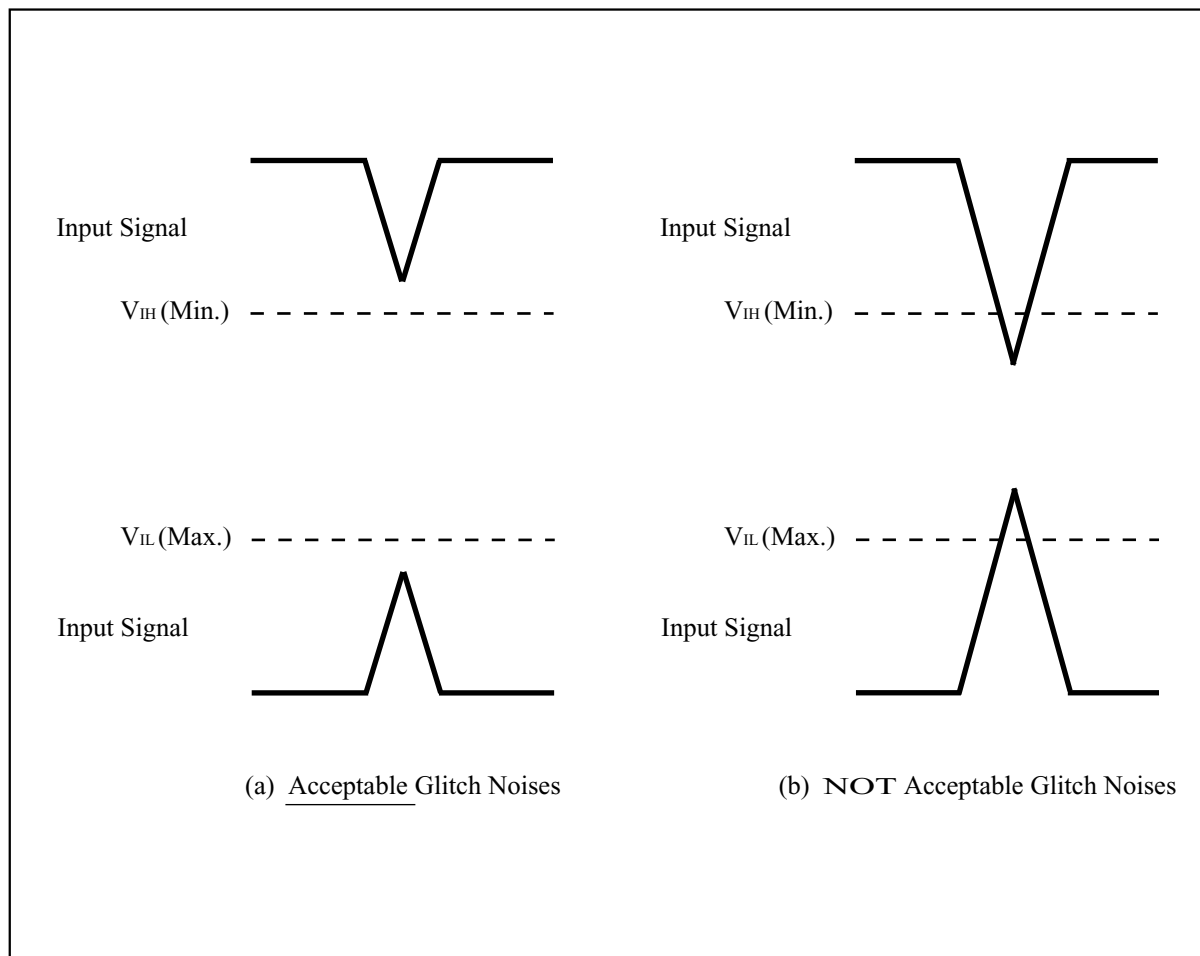 Input Signal
Input Signal
VIH (Min.)
VIH (Min.)
VIL (Max.)
VIL (Max.)
Input Signal
Input Signal
(a) Acceptable Glitch Noises
(b) NOT Acceptable Glitch Noises